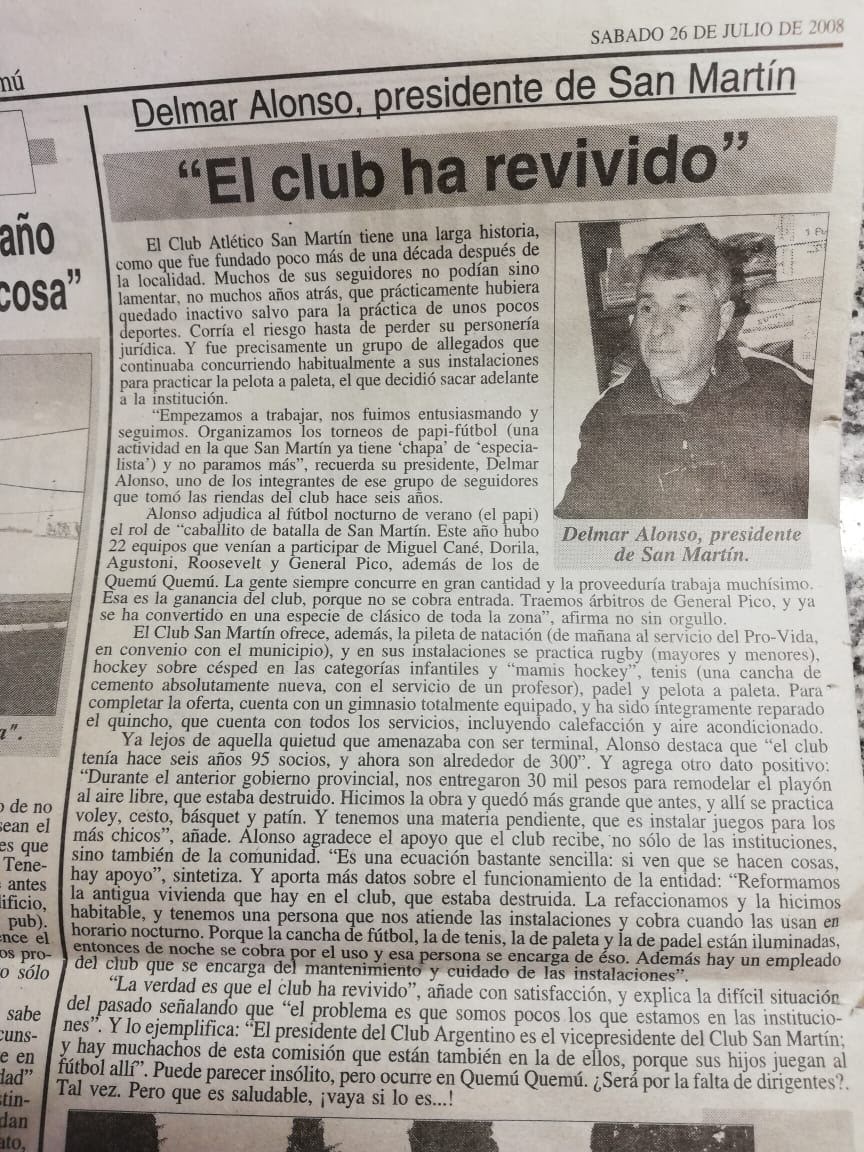 SABADO 26 DE JULIO DE 2008
mú
Delmar Alonso, presidente de San Martín
“El club ha revivido”
año
cosa”
El Club Atlético San Martín tiene una larga historia,
como que fue fundado poco más de una década después de
la localidad. Muchos de sus seguidores no podían sino
lamentar, no muchos años atrás, que prácticamente hubiera
quedado inactivo salvo para la práctica de unos pocos
deportes. Corría el riesgo hasta de perder su personería
jurídica. Y fue precisamente un grupo de allegados que
continuaba concurriendo habitualmente a sus instalaciones
para practicar la pelota a paleta, el que decidió sacar adelante
a la institución.
“Empezamos a trabajar, nos fuimos entusiasmando y
seguimos. Organizamos los torneos de papi-fútbol (una
actividad en la que San Martín ya tiene ‘chapa’ de ‘especia-
lista’) y no paramos más”, recuerda su presidente, Delmar
Alonso, uno de los integrantes de ese grupo de seguidores
que tomó las riendas del club hace seis años.
Alonso adjudica al fútbol nocturno de verano (el papi)
el rol de “caballito de batalla de San Martín. Este año hubo
22 equipos que venían a participar de Miguel Cané, Dorila,
Agustoni, Roosevelt y General Pico, además de los de
Delmar Alonso, presidente
de San Martín.
Quemú Quemú. La gente siempre concurre en gran cantidad y la proveeduría trabaja muchísimo.
Esa es la ganancia del club, porque no se cobra entrada. Traemos árbitros de General Pico, y ya
se ha convertido en una especie de clásico de toda la zona”, afirma no sin orgullo.
El Club San Martín ofrece, además, la pileta de natación (de mañana al servicio del Pro-Vida,
en convenio con el municipio), y en sus instalaciones se practica rugby (mayores y menores),
hockey sobre césped en las categorías infantiles y “mamis hockey”, tenis (una cancha de
cemento absolutamente nueva, con el servicio de un profesor), padel y pelota a paleta. Para
completar la oferta, cuenta con un gimnasio totalmente equipado, y ha sido íntegramente reparado
el quincho, que cuenta con todos los servicios, incluyendo calefacción y aire acondicionado.
Ya lejos de aquella quietud que amenazaba con ser terminal, Alonso destaca que “el club
tenía hace seis años 95 socios, y ahora son alrededor de 300”. Y agrega otro dato positivo:
“Durante el anterior gobierno provincial, nos entregaron 30 mil pesos para remodelar el playón
al aire libre, que estaba destruido. Hicimos la obra y quedó más grande que antes, y allí se practica
voley, cesto, básquet y patín. Y tenemos una materia pendiente, que es instalar juegos para los
más chicos”, añade. Alonso agradece el apoyo que el club recibe, no sólo de las instituciones,
sino también de la comunidad. “Es una ecuación bastante sencilla: si ven que se hacen cosas,
hay apoyo”, sintetiza. Y aporta más datos sobre el funcionamiento de la entidad: “Reformamos
la antigua vivienda que hay en el club, que estaba destruida. La refaccionamos y la hicimos
habitable, y tenemos una persona que nos atiende las instalaciones y cobra cuando las usan en
horario nocturno. Porque la cancha de fútbol, la de tenis, la de paleta y la de padel están iluminadas,
entonces de noche se cobra por el uso y esa persona se encarga de éso. Además hay un empleado
del club que se encarga del mantenimiento y cuidado de las instalaciones”.
“La verdad es que el club ha revivido”, añade con satisfacción, y explica la difícil situación
del pasado señalando que “el problema es que somos pocos los que estamos en las institucio-
nes”. Y lo ejemplifica: “El presidente del Club Argentino es el vicepresidente del Club San Martín;
y hay muchachos de esta comisión que están también en la de ellos, porque sus hijos juegan al
fútbol allí”. Puede parecer insólito, pero ocurre en Quemú Quemú. ¿Será por la falta de dirigentes?.
Tal vez. Pero que es saludable, ¡vaya si lo es...!
a".
o de no
sean el
es que
Tene-
antes
lificio,
pub).
ence el
os pro-
o sólo
sabe
cuns-
e en
dad”
stin-
dan
ato,